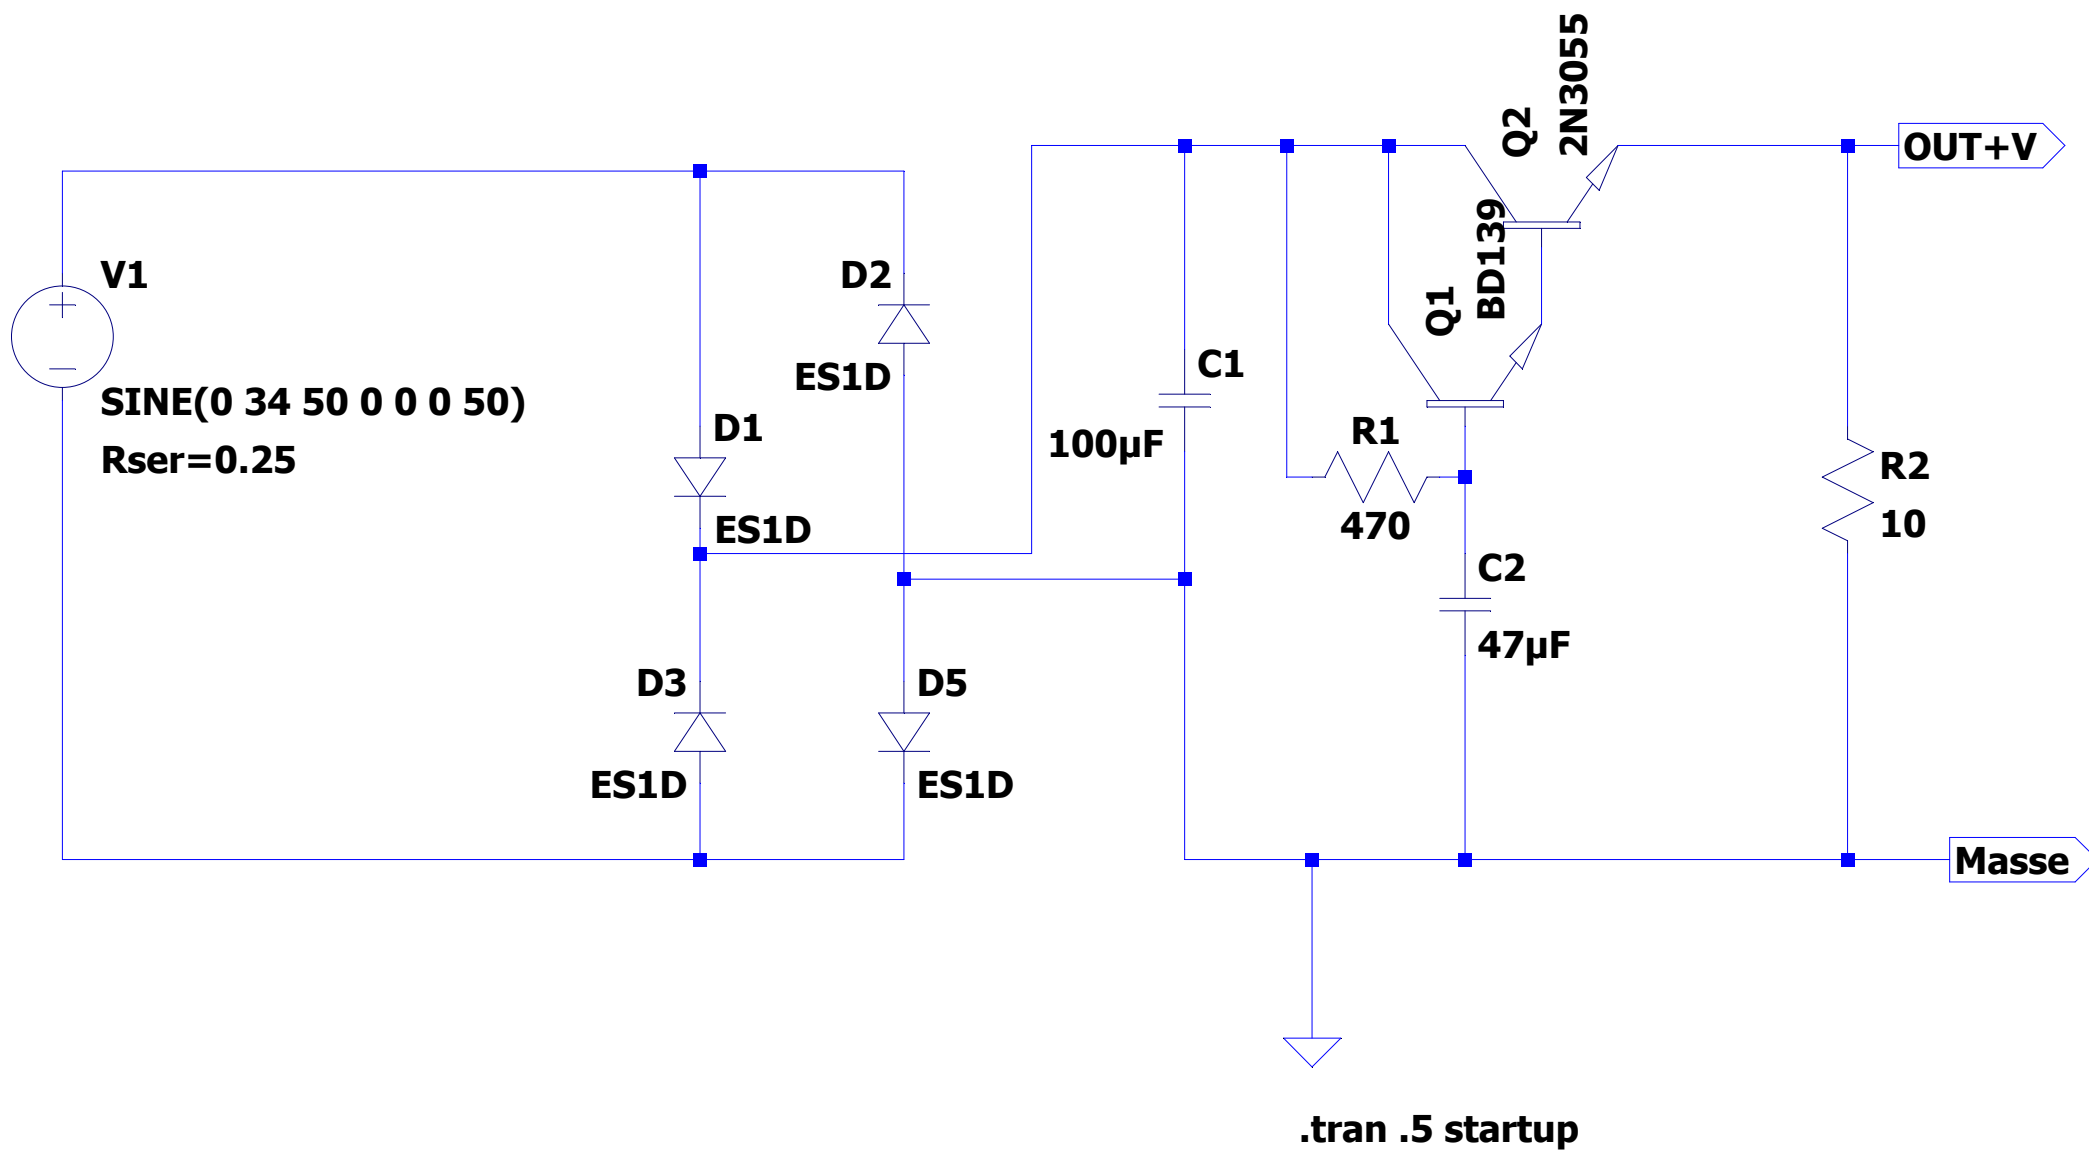 V1
SINE(0 34 50 0 0 0 50)
Rser=0.25
D1
ES1D
D2
ES1D
D3
ES1D
D5
ES1D
C1
100µF
R1
470
C2
47µF
Q1
BD139
Q2
2N3055
R2
10
OUT+V
Masse
.tran .5 startup